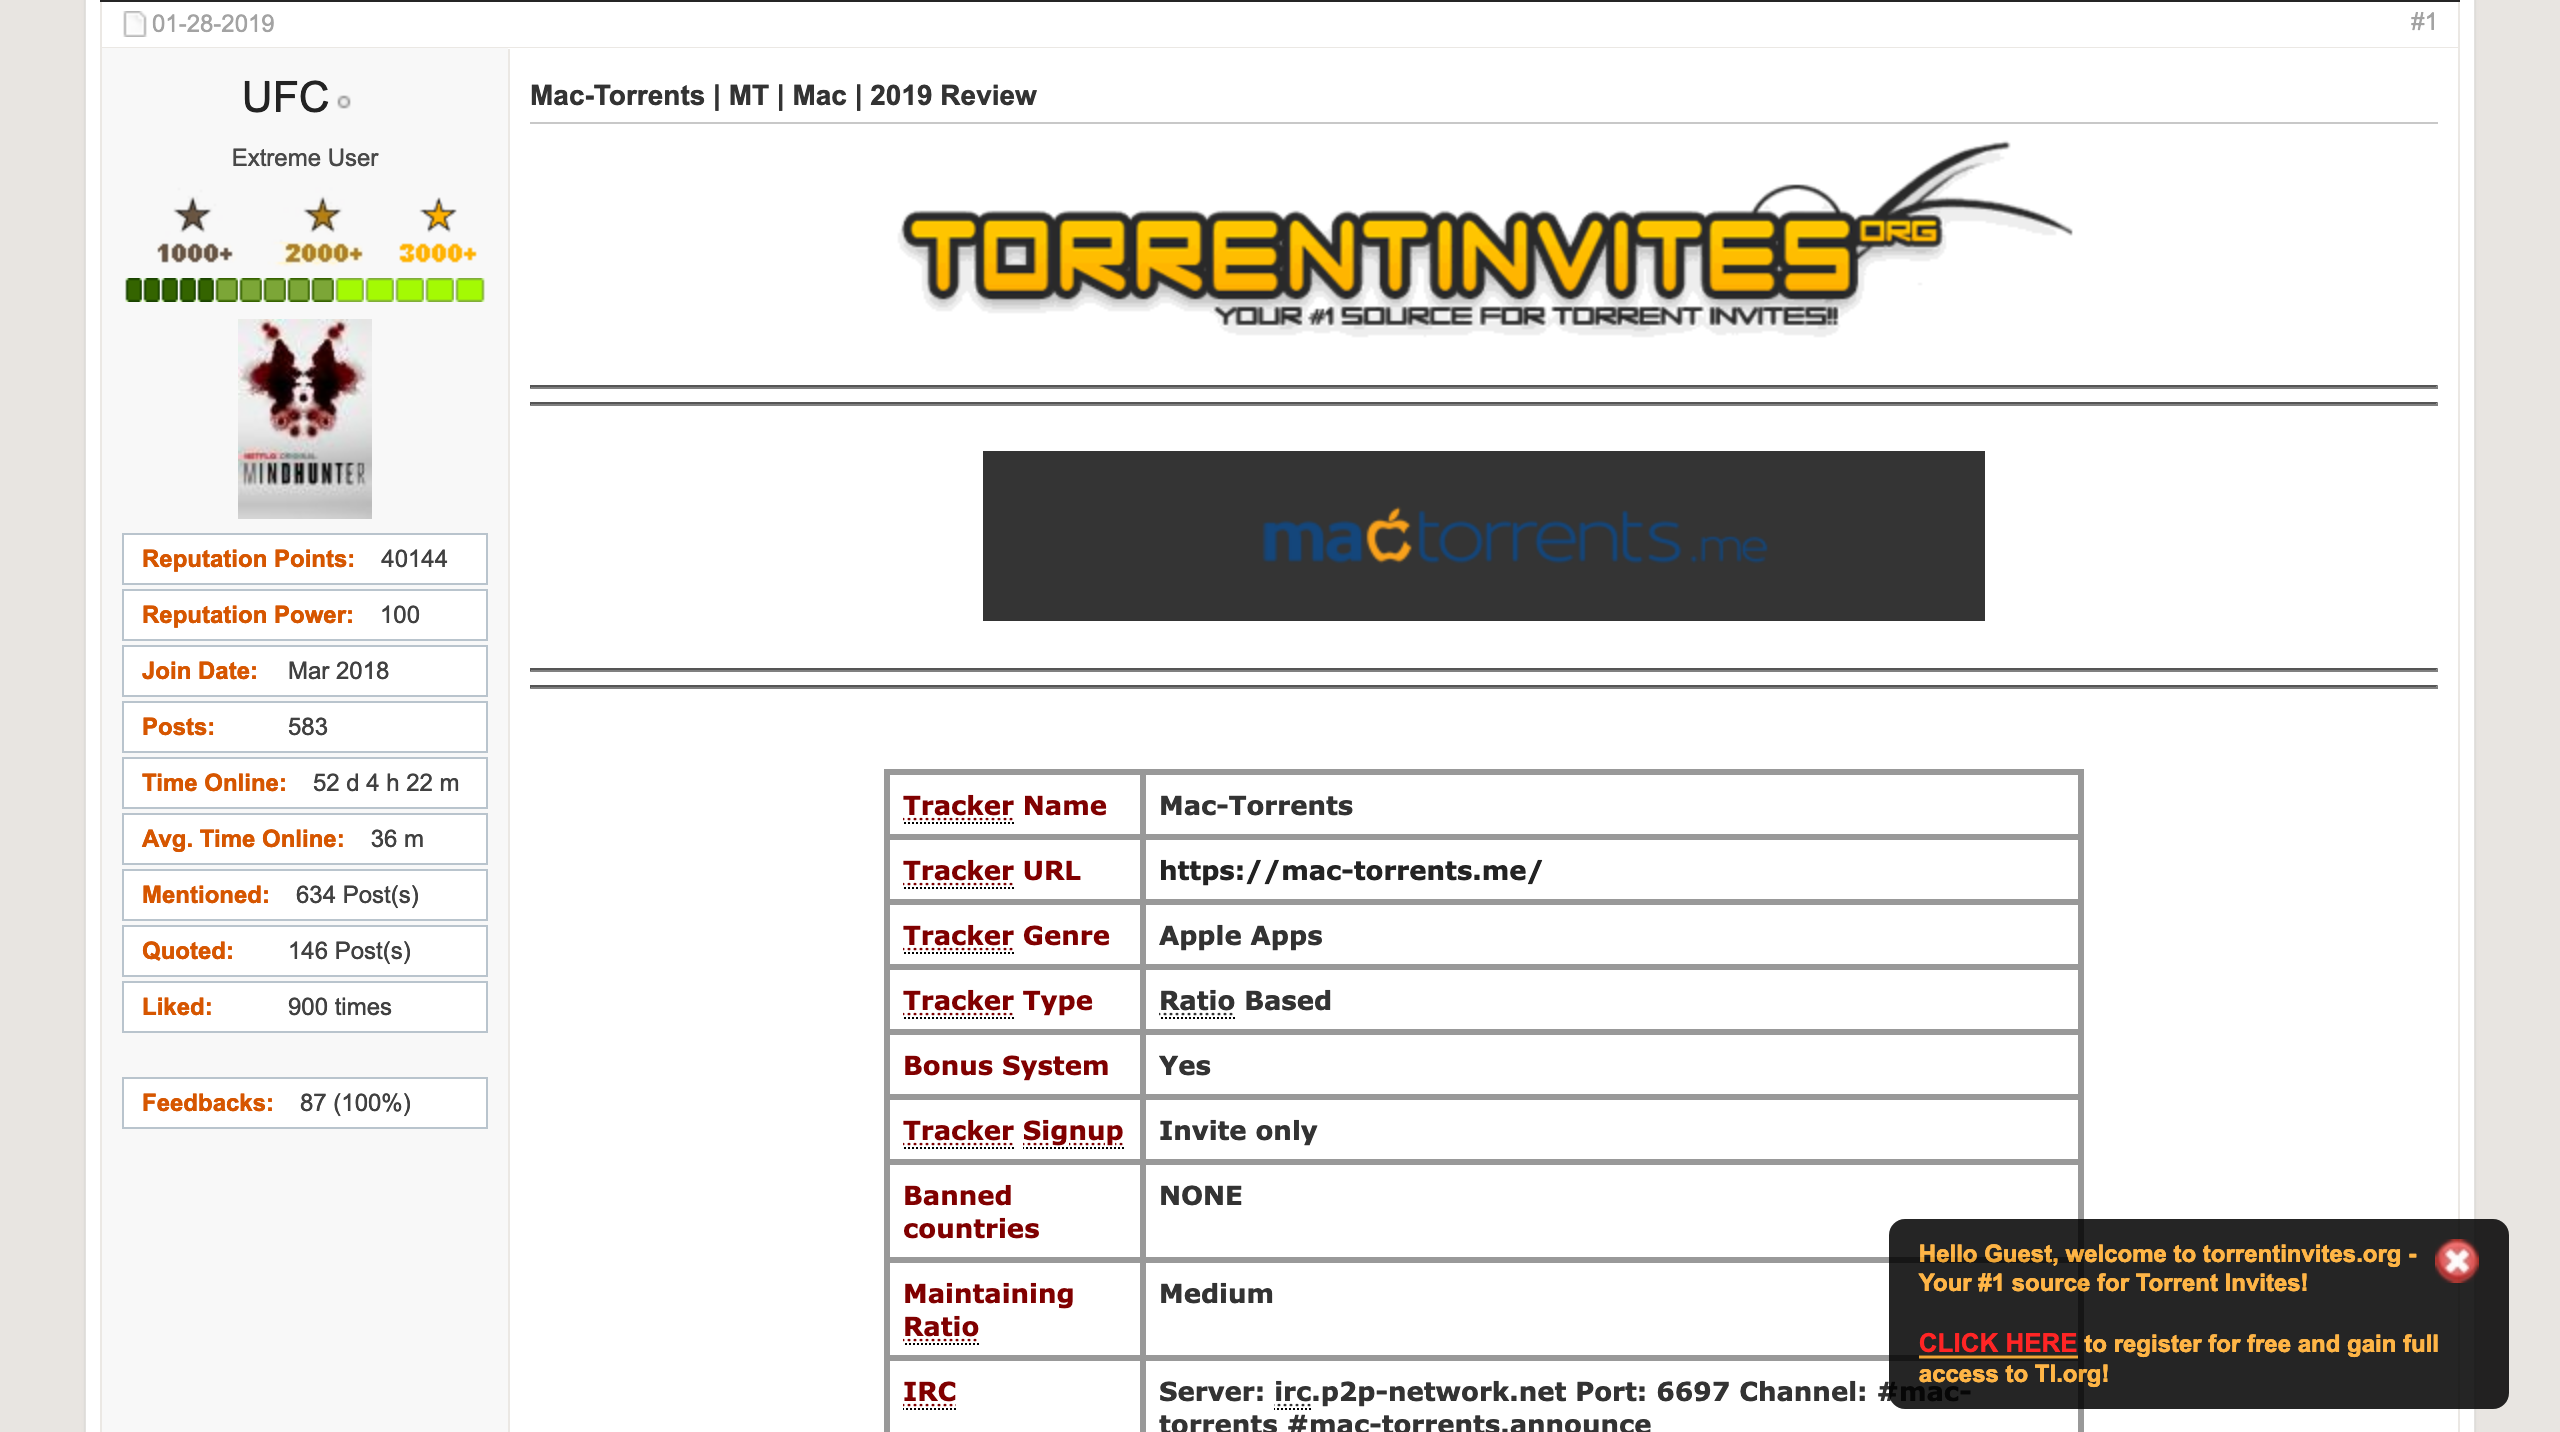 01-28-2019
#1
UFC
Extreme User
1000+ 2000+ 3000+
NETFLIX ORIGINAL
MINDHUNTER
Reputation Points: 40144
Reputation Power: 100
Join Date: Mar 2018
Posts: 583
Time Online: 52 d 4 h 22 m
Avg. Time Online: 36 m
Mentioned: 634 Post(s)
Quoted: 146 Post(s)
Liked: 900 times
Feedbacks: 87 (100%)
Mac-Torrents | MT | Mac | 2019 Review
TORRENTINVITES ORG
YOUR #1 SOURCE FOR TORRENT INVITES!!
mactorrents.me
Tracker Name Mac-Torrents
Tracker URL https://mac-torrents.me/
Tracker Genre Apple Apps
Tracker Type Ratio Based
Bonus System Yes
Tracker Signup Invite only
Banned NONE
countries
Maintaining Medium
Ratio
IRC Server: irc.p2p-network.net Port: 6697 Channel: #mac-
torrents #mac-torrents.announce
Hello Guest, welcome to torrentinvites.org -
Your #1 source for Torrent Invites!
CLICK HERE to register for free and gain full
access to TI.org!